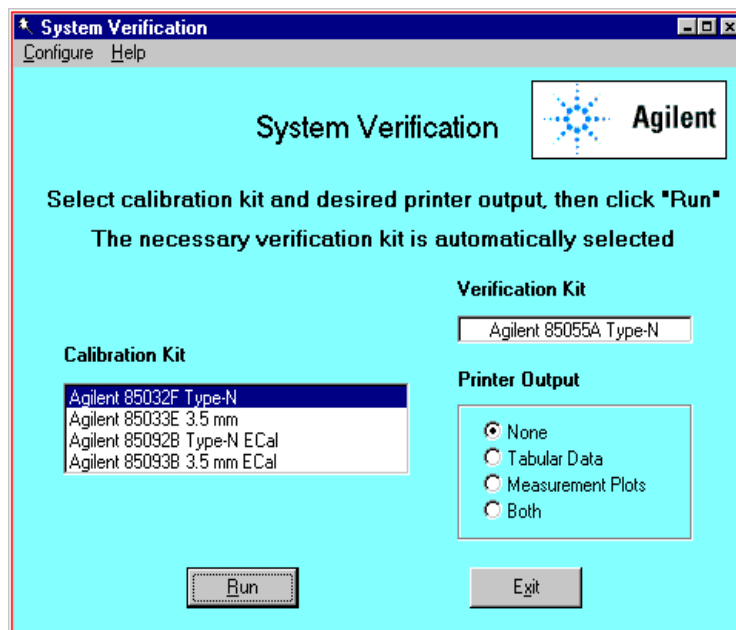 System Verification
Configure Help
System Verification
Agilent
Select calibration kit and desired printer output, then click "Run"
The necessary verification kit is automatically selected
Verification Kit
Agilent 85055A Type-N
Calibration Kit
Agilent 85032F Type-N
Agilent 85033E 3.5 mm
Agilent 85092B Type-N ECal
Agilent 85093B 3.5 mm ECal
Printer Output
None
Tabular Data
Measurement Plots
Both
Run
Exit